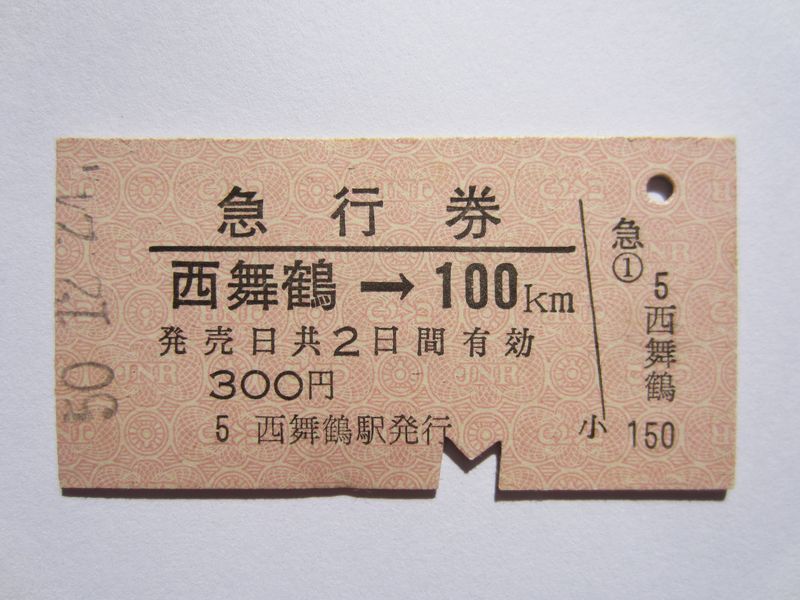 急行券
西舞鶴→100km
発売日共2日間有効
300円
5 西舞鶴駅発行
急①
5西舞鶴
小 150
50.12.21